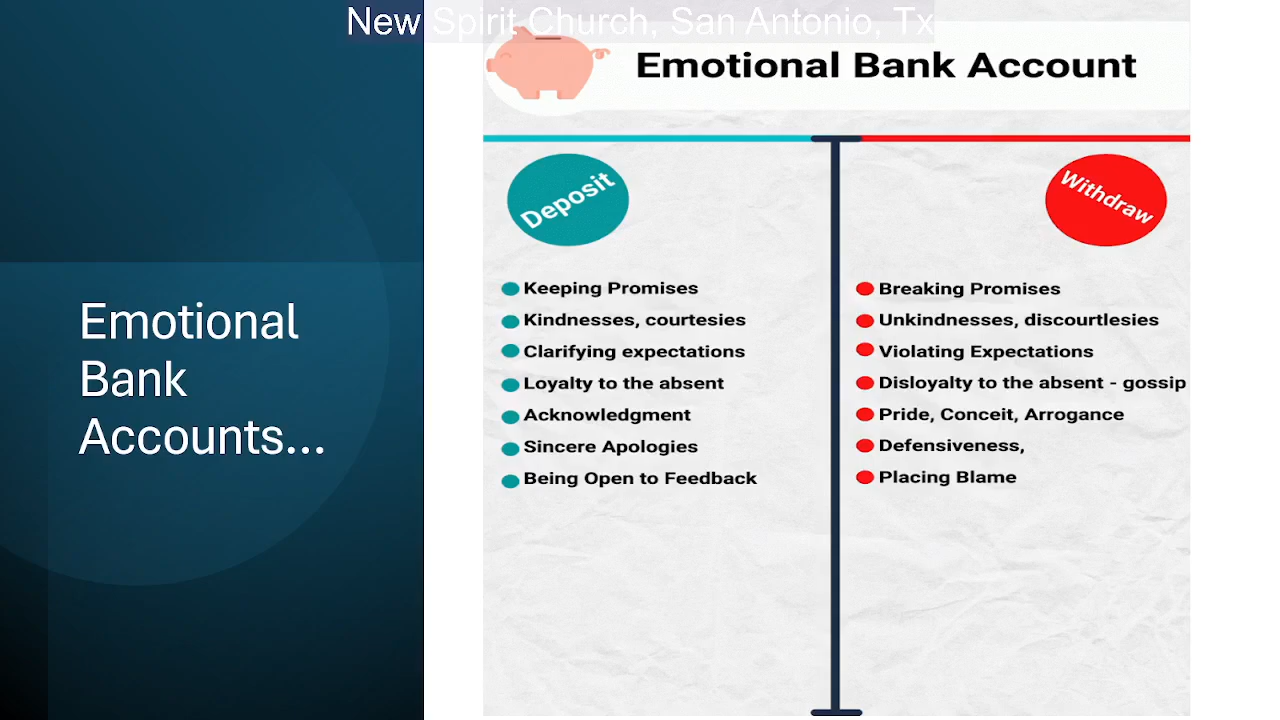 New Spirit Church, San Antonio, Tx
Emotional Bank Account
Emotional
Bank
Accounts...
Deposit
Keeping Promises
Kindnesses, courtesies
Clarifying expectations
Loyalty to the absent
Acknowledgment
Sincere Apologies
Being Open to Feedback
Withdraw
Breaking Promises
Unkindnesses, discourtlesies
Violating Expectations
Disloyalty to the absent - gossip
Pride, Conceit, Arrogance
Defensiveness,
Placing Blame